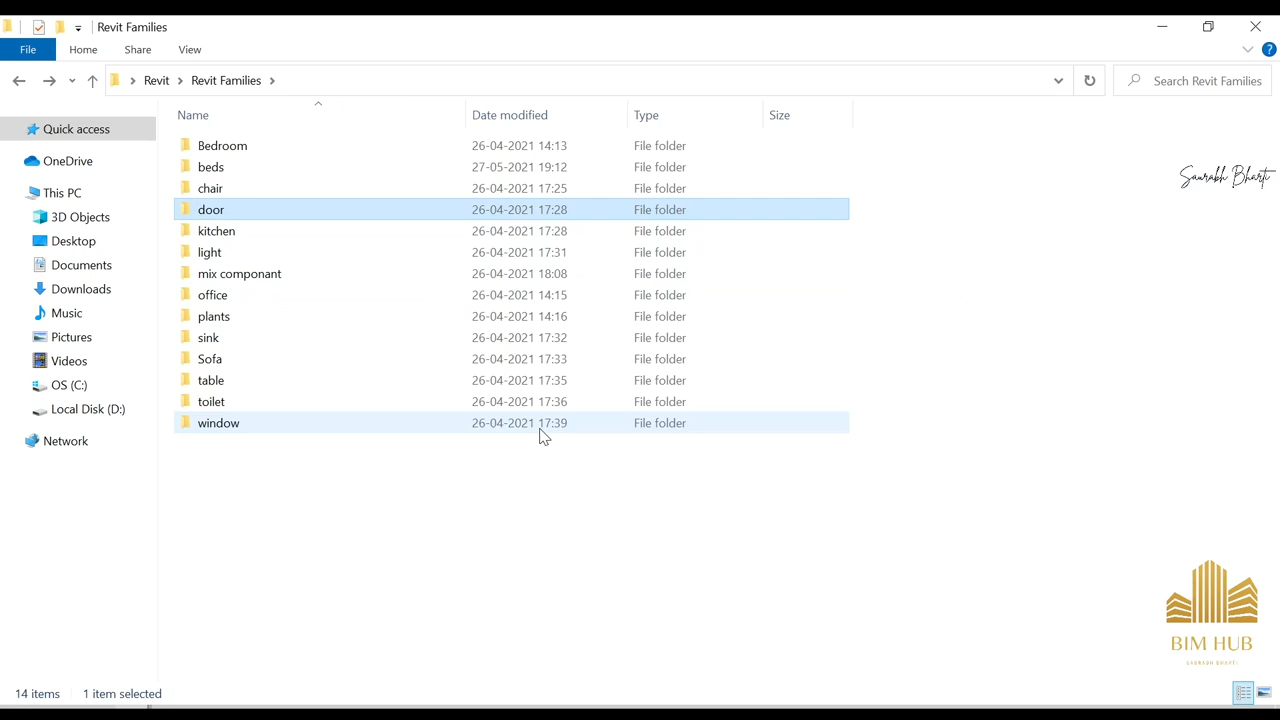 Revit Families
File Home Share View
Revit Revit Families Search Revit Families
Name Date modified Type Size
Quick access
OneDrive
This PC
3D Objects
Desktop
Documents
Downloads
Music
Pictures
Videos
OS (C:)
Local Disk (D:)
Network
Bedroom 26-04-2021 14:13 File folder
beds 27-05-2021 19:12 File folder
chair 26-04-2021 17:25 File folder
door 26-04-2021 17:28 File folder
kitchen 26-04-2021 17:28 File folder
light 26-04-2021 17:31 File folder
mix componant 26-04-2021 18:08 File folder
office 26-04-2021 14:15 File folder
plants 26-04-2021 14:16 File folder
sink 26-04-2021 17:32 File folder
Sofa 26-04-2021 17:33 File folder
table 26-04-2021 17:35 File folder
toilet 26-04-2021 17:36 File folder
window 26-04-2021 17:39 File folder
Saurabh Bharti
BIM HUB
SAURABH BHARTI
14 items 1 item selected